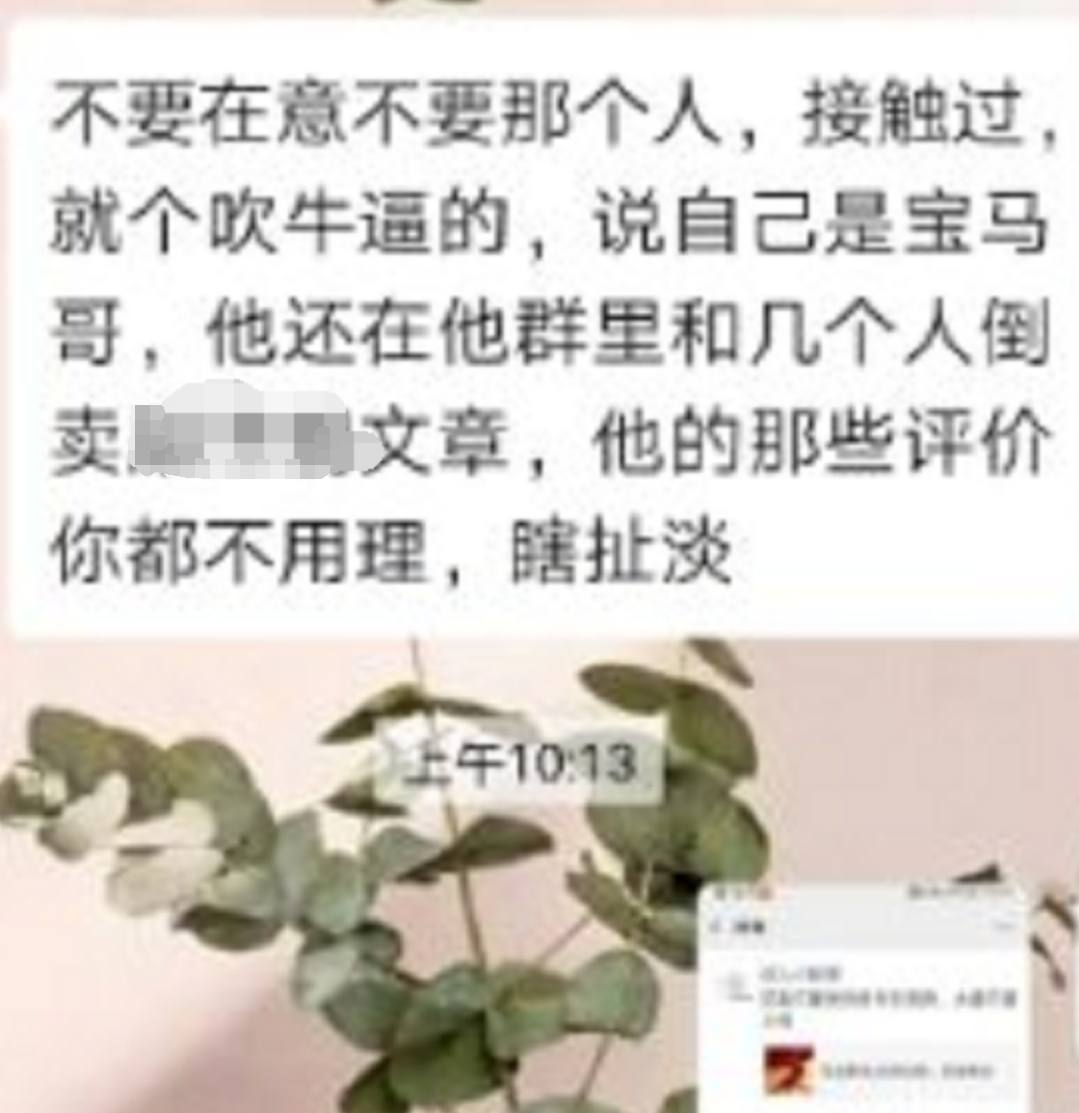 不要在意不要那个人，接触过，
就个吹牛逼的，说自己是宝马
哥，他还在他群里和几个人倒
卖文章，他的那些评价
你都不用理，瞎扯淡
上午10:13